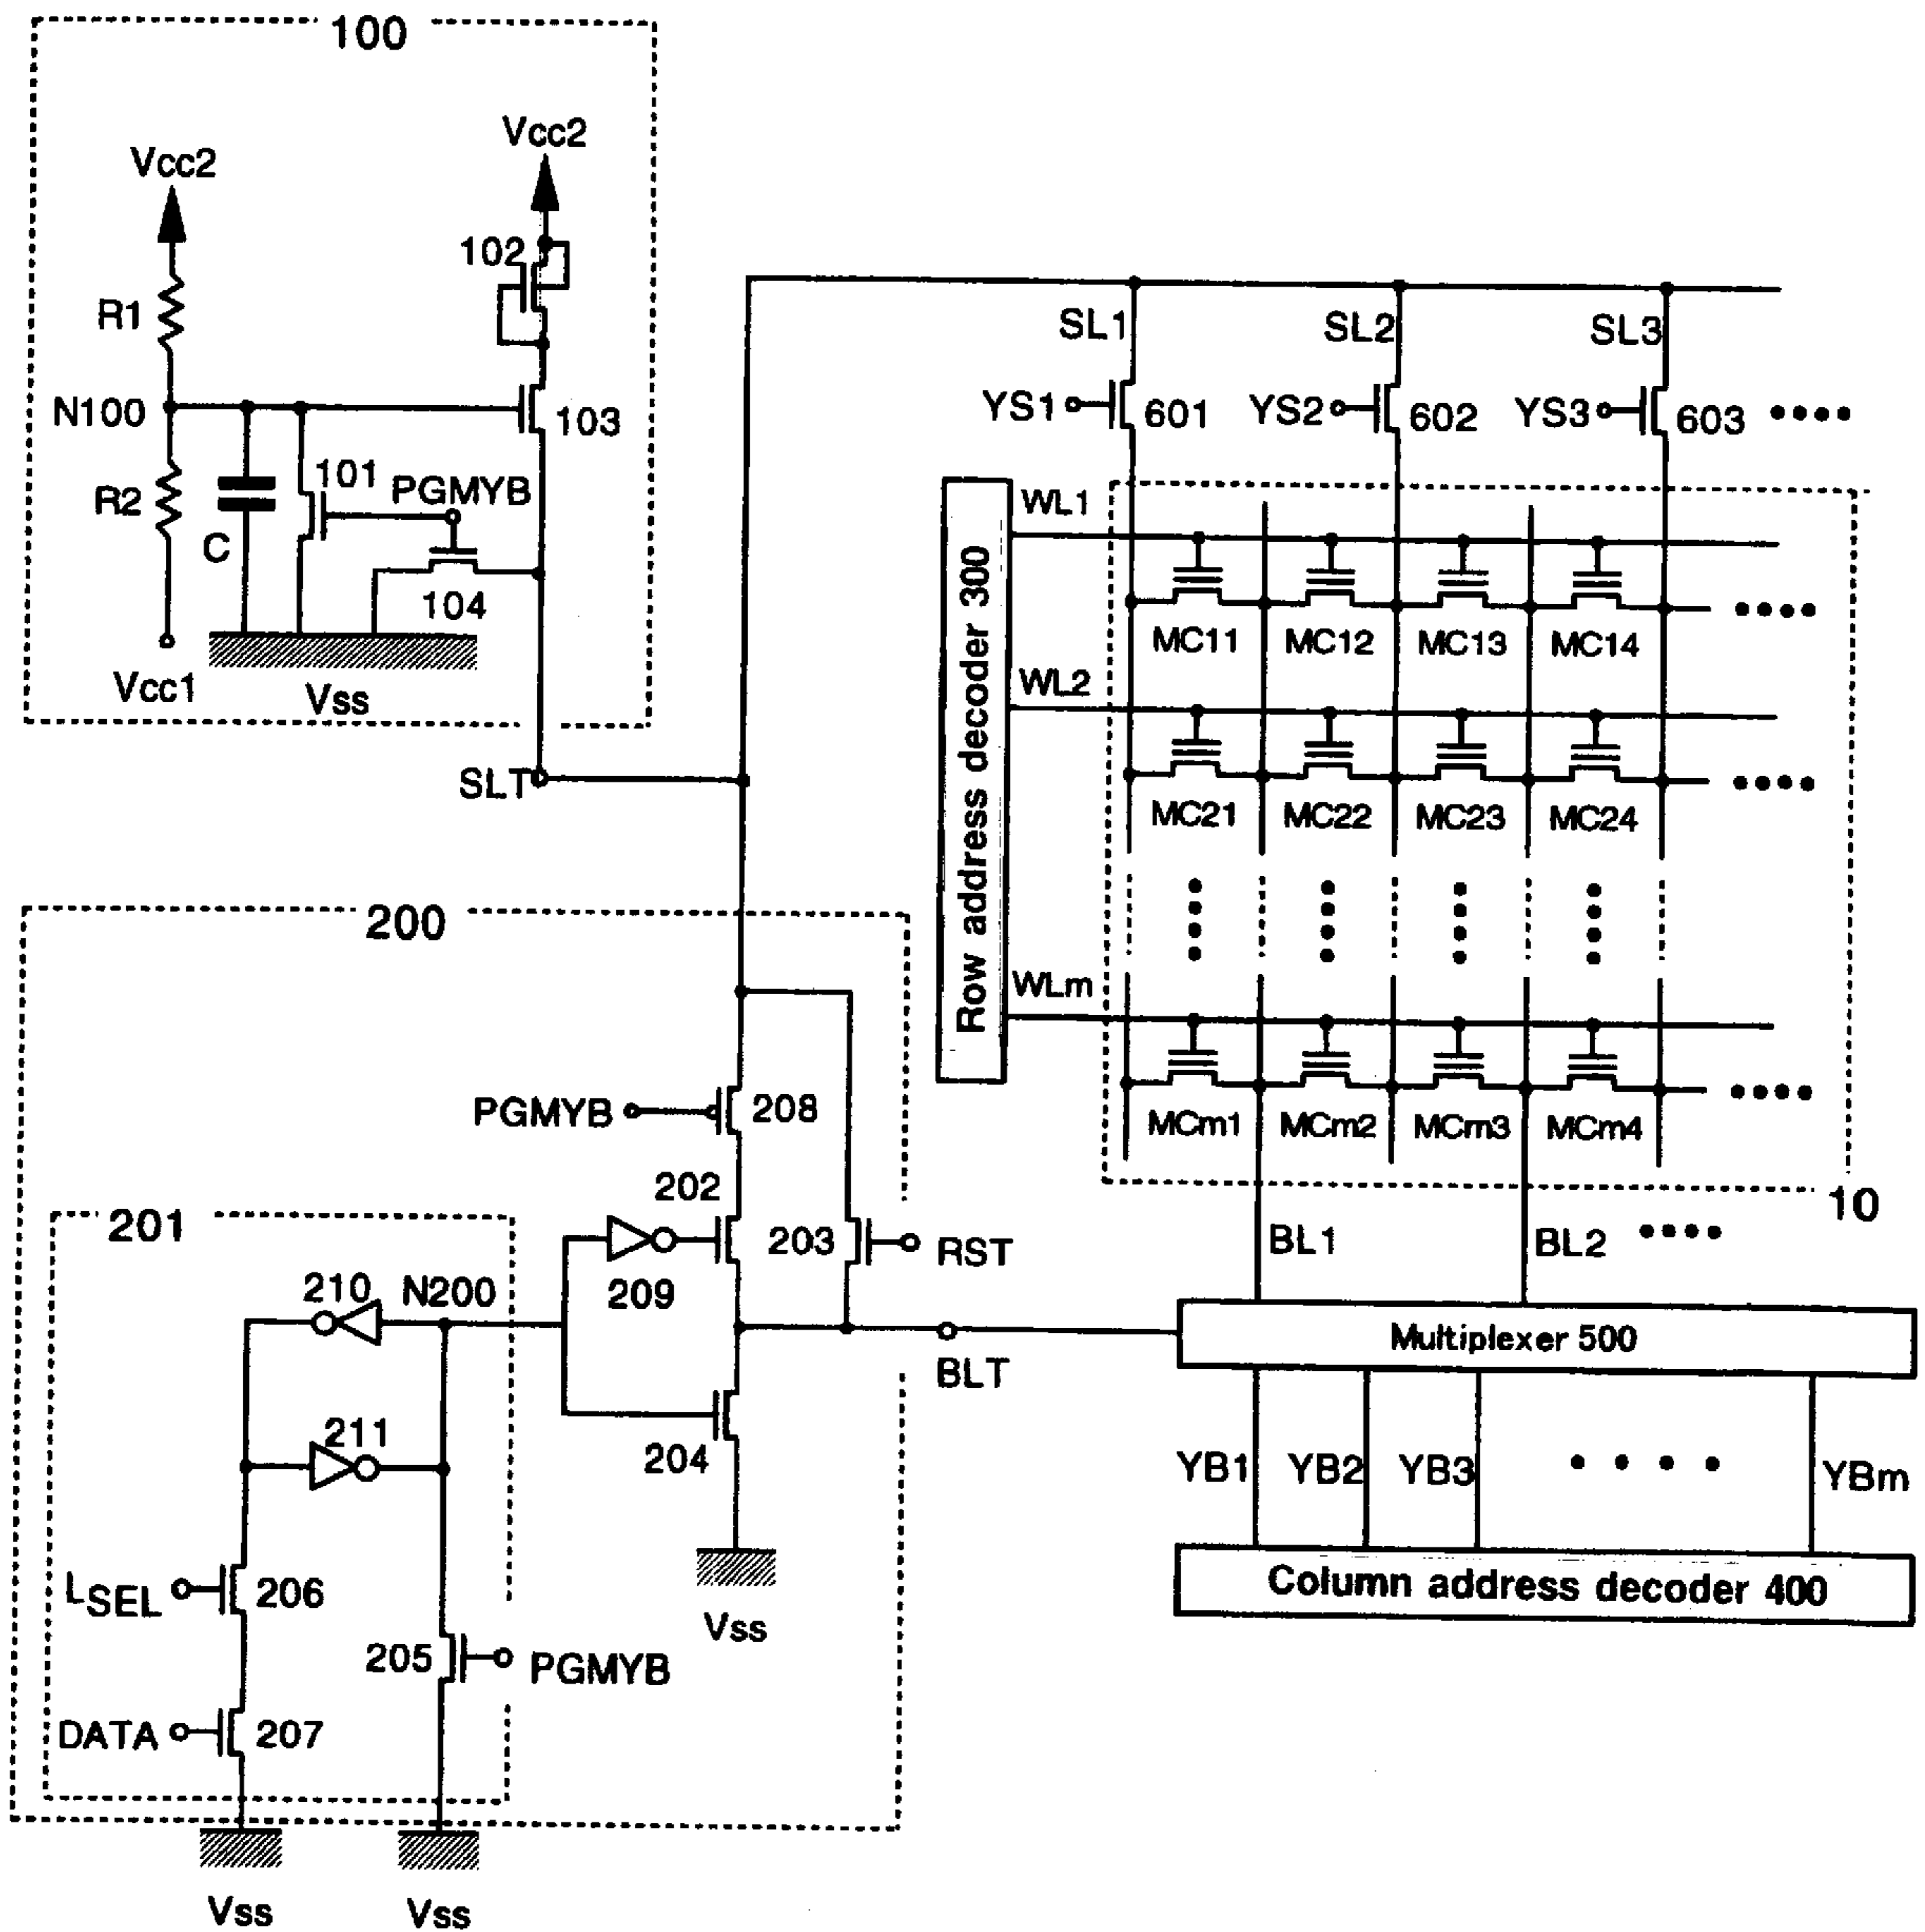 100
Vcc2
Vcc2
102
R1
N100
103
101
PGMYB
R2
C
104
Vcc1
Vss
SLT
SL1
SL2
SL3
YS1
601
YS2
602
YS3
603
Row address decoder 300
WL1
MC11
MC12
MC13
MC14
WL2
MC21
MC22
MC23
MC24
WLm
MCm1
MCm2
MCm3
MCm4
10
BL1
BL2
200
PGMYB
208
202
203
RST
209
201
210
N200
211
204
BLT
Vss
LSEL
206
205
PGMYB
DATA
207
Vss
Vss
Multiplexer 500
YB1
YB2
YB3
YBm
Column address decoder 400